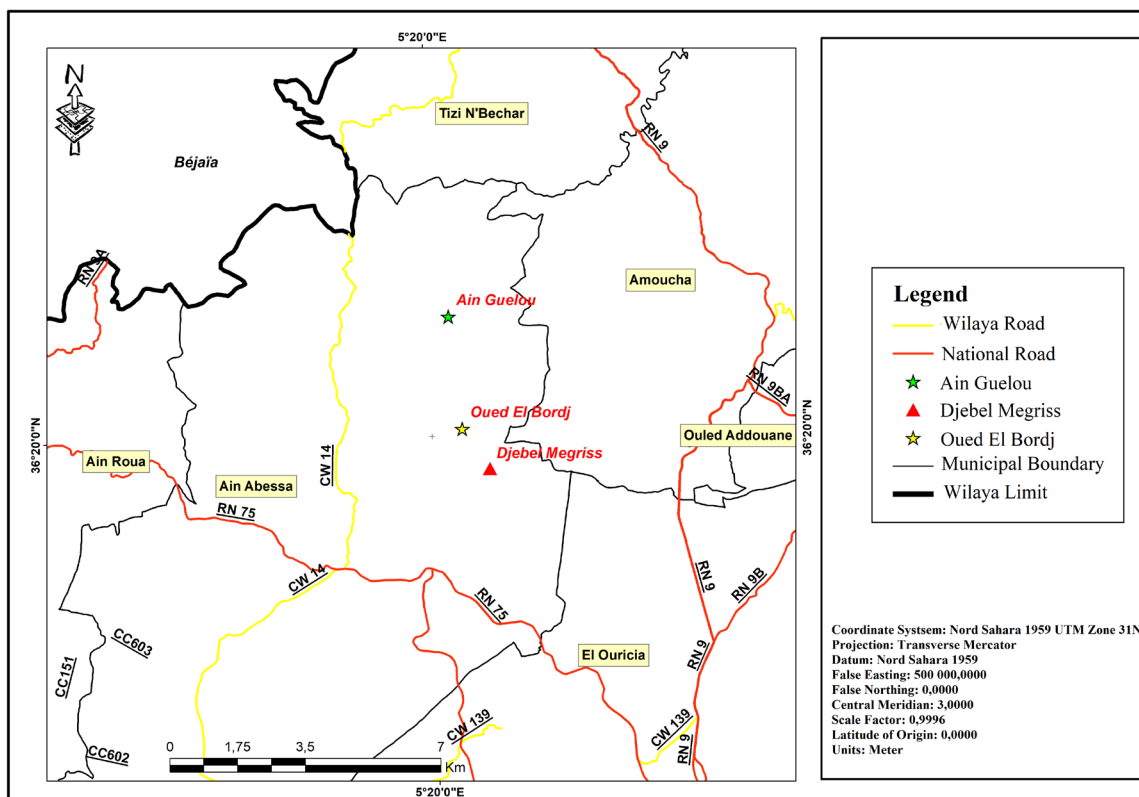 5°20'0"E
N
Tizi N'Bechar
RN 9
Béjaïa
RN 9A
Amoucha
Ain Guelou
RN 9BA
Oued El Bordj
Ouled Addouane
36°20'0"N
36°20'0"N
Djebel Megriss
Ain Roua
CW 14
Ain Abessa
RN 75
CW 14
RN 9
RN 9B
RN 75
CC603
El Ouricia
CC151
RN 9
CW 139
CW 139
RN 9
CC602
0 1,75 3,5 7
Km
5°20'0"E
Legend
Wilaya Road
National Road
Ain Guelou
Djebel Megriss
Oued El Bordj
Municipal Boundary
Wilaya Limit
Coordinate Systsem: Nord Sahara 1959 UTM Zone 31N
Projection: Transverse Mercator
Datum: Nord Sahara 1959
False Easting: 500 000,0000
False Northing: 0,0000
Central Meridian: 3,0000
Scale Factor: 0,9996
Latitude of Origin: 0,0000
Units: Meter